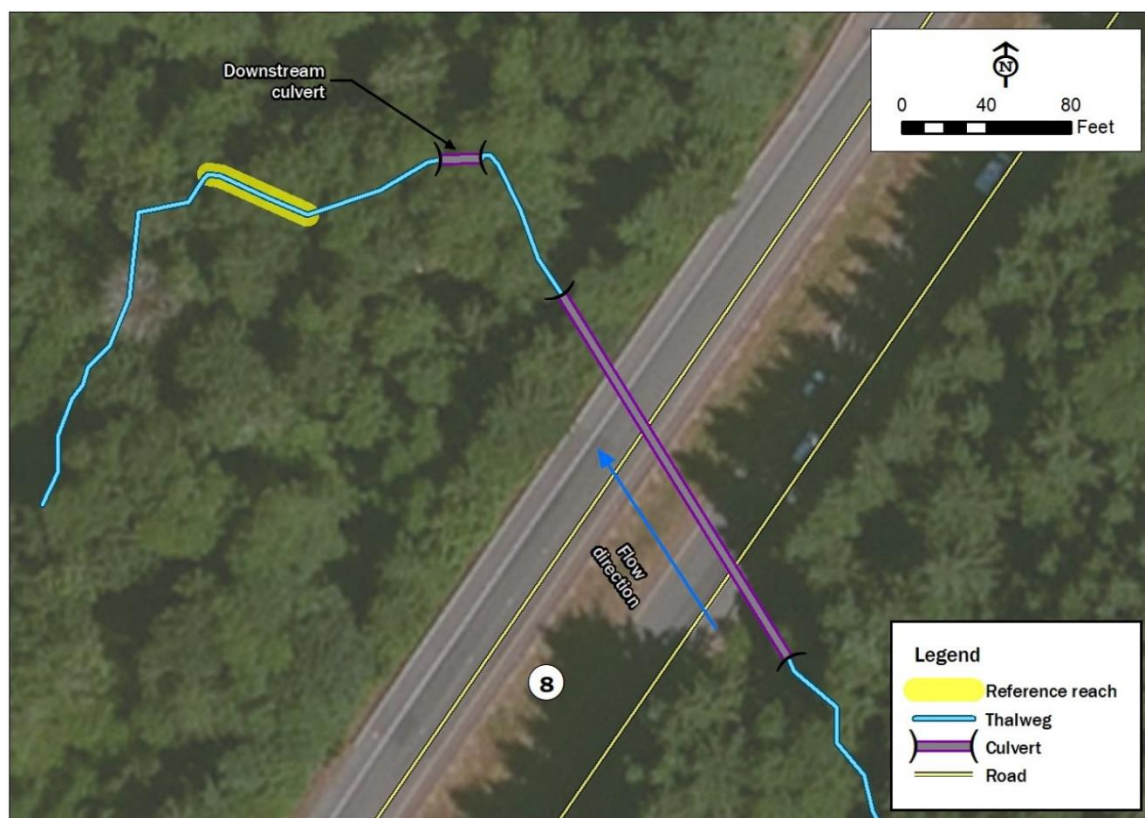 Downstream
culvert
N
0 40 80
Feet
Flow
direction
8
Legend
Reference reach
Thalweg
Culvert
Road